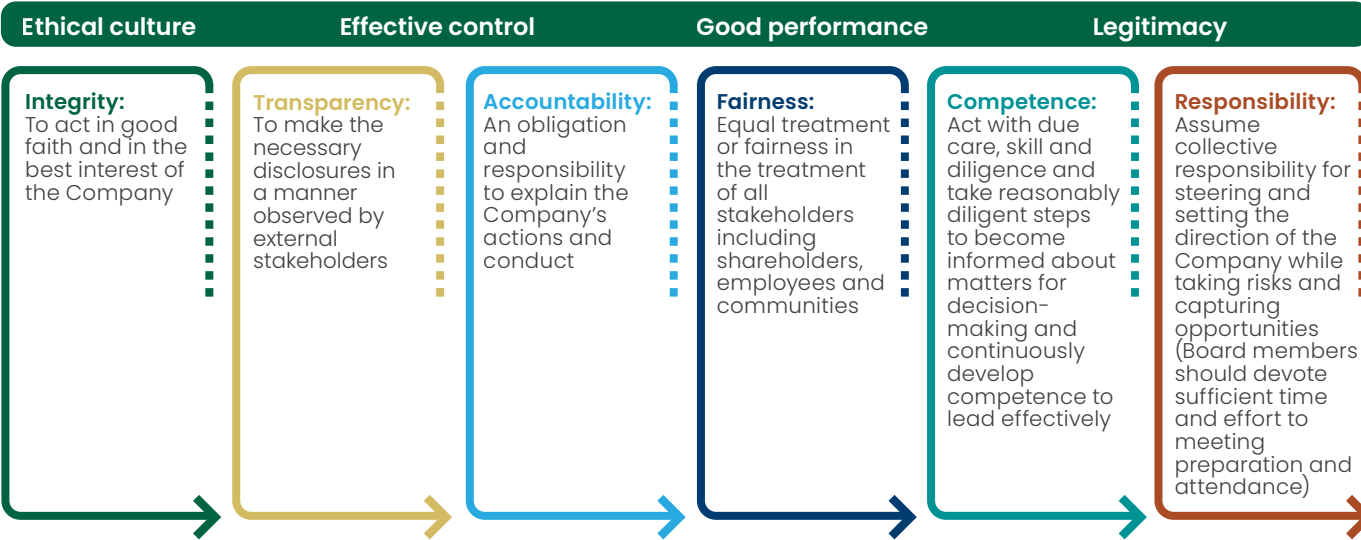 Ethical culture
Effective control
Good performance
Legitimacy
Integrity:
To act in good
faith and in the
best interest of
the Company
Transparency:
To make the
necessary
disclosures in
a manner
observed by
external
stakeholders
Accountability:
An obligation
and
responsibility
to explain the
Company's
actions and
conduct
Fairness:
Equal treatment
or fairness in
the treatment
of all
stakeholders
including
shareholders,
employees and
communities
Competence:
Act with due
care, skill and
diligence and
take reasonably
diligent steps
to become
informed about
matters for
decision-
making and
continuously
develop
competence to
lead effectively
Responsibility:
Assume
collective
responsibility for
steering and
setting the
direction of the
Company while
taking risks and
capturing
opportunities
(Board members
should devote
sufficient time
and effort to
meeting
preparation and
attendance)